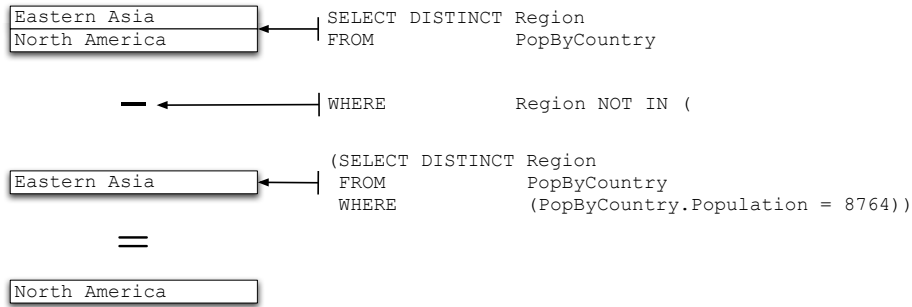 Eastern Asia
North America
SELECT DISTINCT Region
FROM PopByCountry
—
WHERE Region NOT IN (
Eastern Asia
(SELECT DISTINCT Region
FROM PopByCountry
WHERE (PopByCountry.Population = 8764))
=
North America